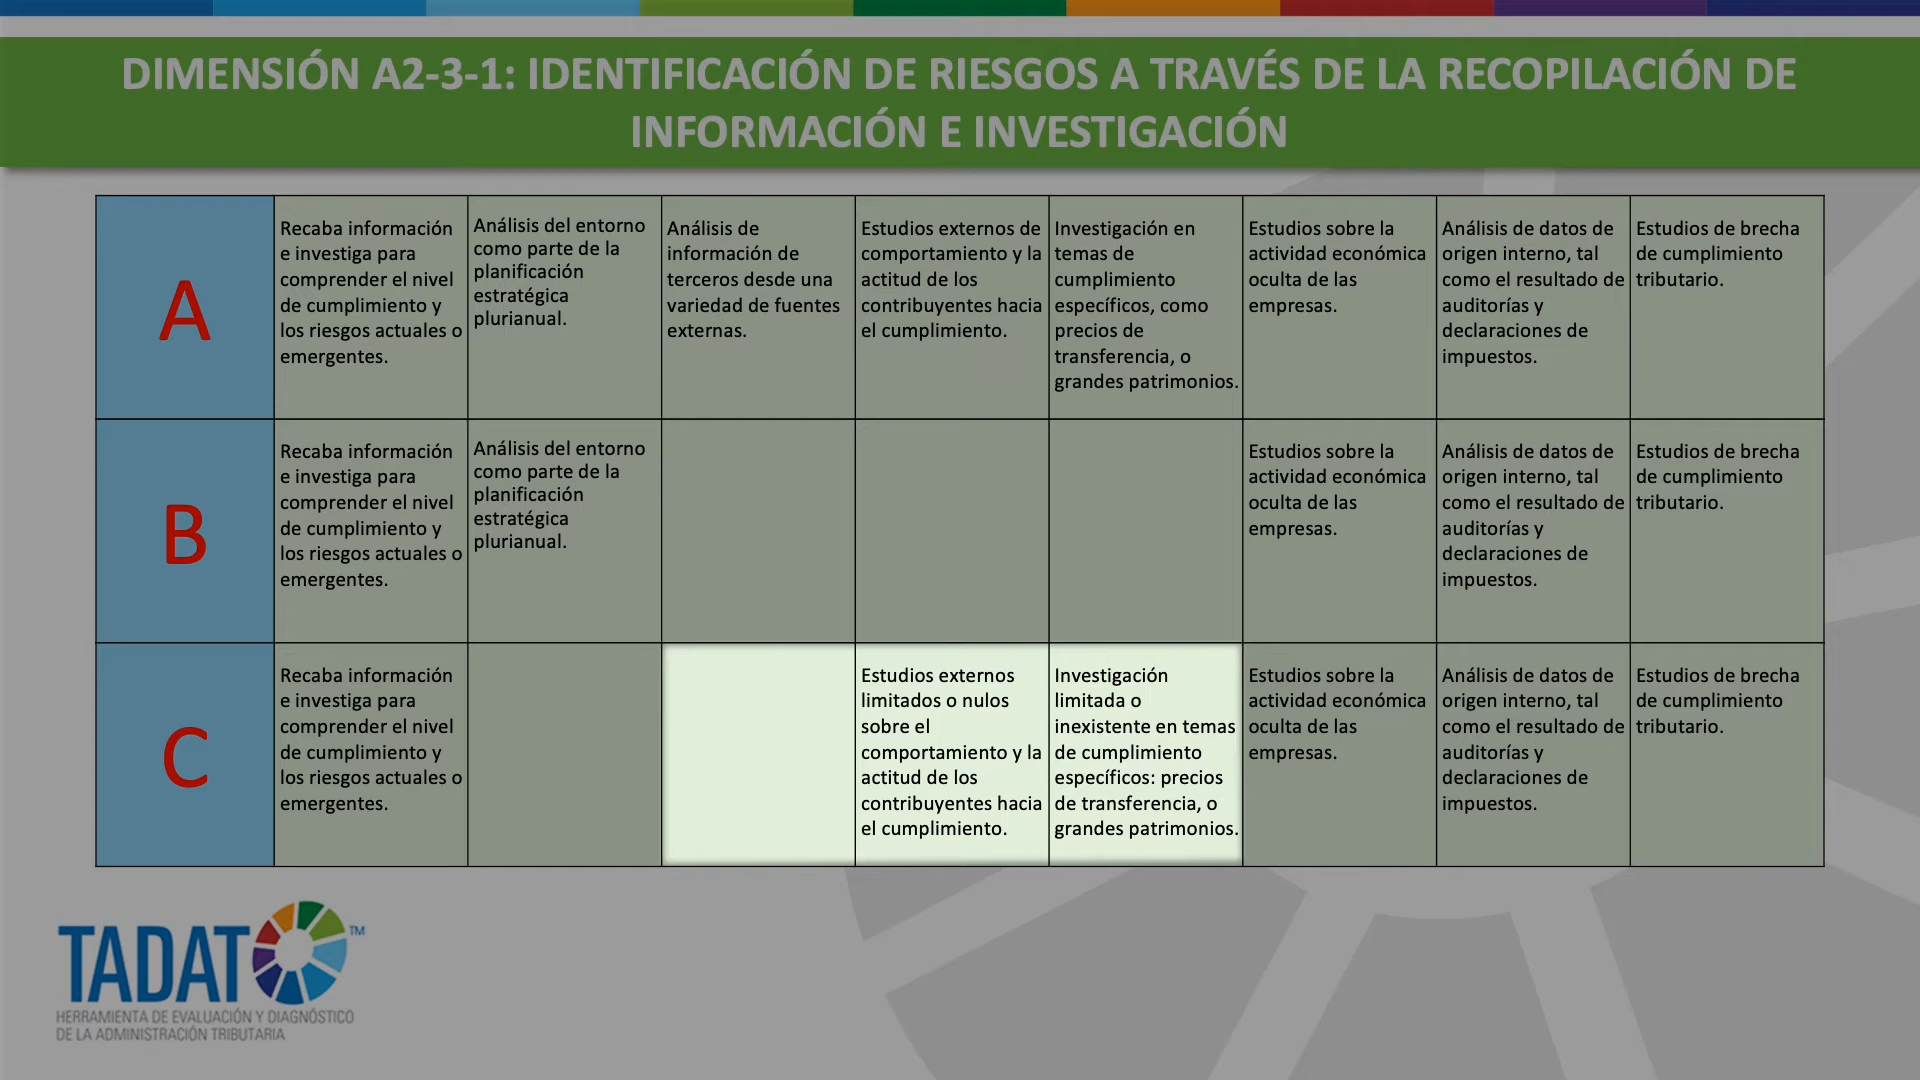 DIMENSIÓN A2-3-1: IDENTIFICACIÓN DE RIESGOS A TRAVÉS DE LA RECOPILACIÓN DE
INFORMACIÓN E INVESTIGACIÓN
A
Recaba información
e investiga para
comprender el nivel
de cumplimiento y
los riesgos actuales o
emergentes.
Análisis del entorno
como parte de la
planificación
estratégica
plurianual.
Análisis de
información de
terceros desde una
variedad de fuentes
externas.
Estudios externos de
comportamiento y la
actitud de los
contribuyentes hacia
el cumplimiento.
Investigación en
temas de
cumplimiento
específicos, como
precios de
transferencia, o
grandes patrimonios.
Estudios sobre la
actividad económica
oculta de las
empresas.
Análisis de datos de
origen interno, tal
como el resultado de
auditorías y
declaraciones de
impuestos.
Estudios de brecha
de cumplimiento
tributario.
B
Recaba información
e investiga para
comprender el nivel
de cumplimiento y
los riesgos actuales o
emergentes.
Análisis del entorno
como parte de la
planificación
estratégica
plurianual.
Estudios sobre la
actividad económica
oculta de las
empresas.
Análisis de datos de
origen interno, tal
como el resultado de
auditorías y
declaraciones de
impuestos.
Estudios de brecha
de cumplimiento
tributario.
C
Recaba información
e investiga para
comprender el nivel
de cumplimiento y
los riesgos actuales o
emergentes.
Estudios externos
limitados o nulos
sobre el
comportamiento y la
actitud de los
contribuyentes hacia
el cumplimiento.
Investigación
limitada o
inexistente en temas
de cumplimiento
específicos: precios
de transferencia, o
grandes patrimonios.
Estudios sobre la
actividad económica
oculta de las
empresas.
Análisis de datos de
origen interno, tal
como el resultado de
auditorías y
declaraciones de
impuestos.
Estudios de brecha
de cumplimiento
tributario.
TADAT™
HERRAMIENTA DE EVALUACIÓN Y DIAGNÓSTICO
DE LA ADMINISTRACIÓN TRIBUTARIA